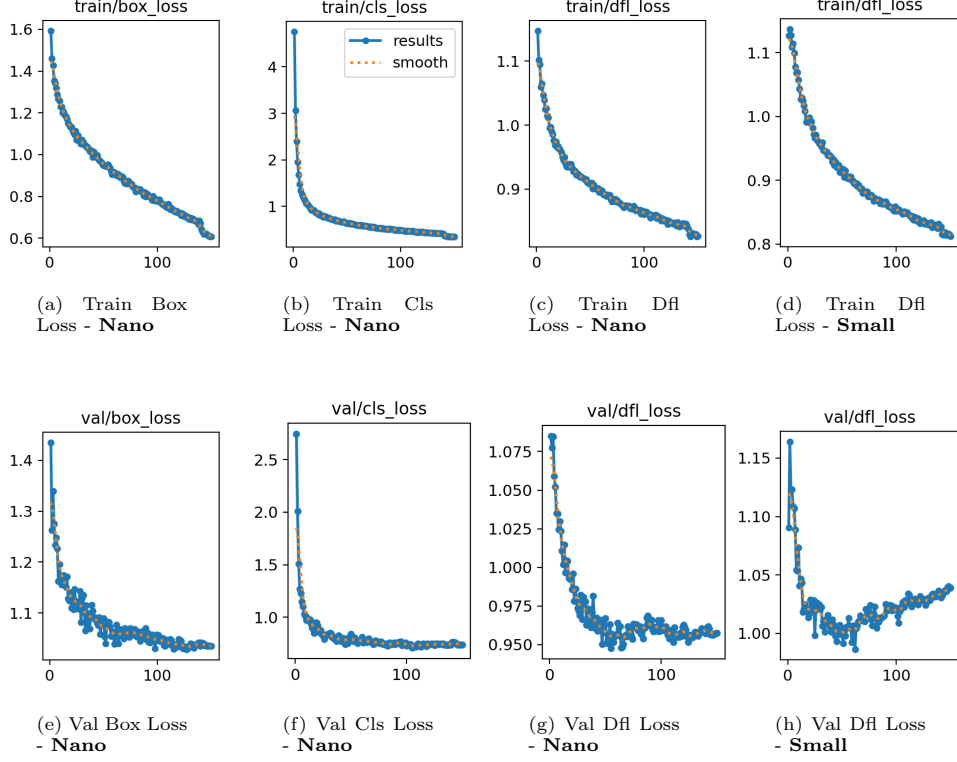 train/box_loss
train/cls_loss
train/dfl_loss
train/dfl_loss
1.6
1.4
1.2
1.0
0.8
0.6
0
100
4
3
2
1
0
100
results
smooth
1.1
1.0
0.9
0
100
1.1
1.0
0.9
0.8
0
100
(a) Train Box
Loss - Nano
(b) Train Cls
Loss - Nano
(c) Train Dfl
Loss - Nano
(d) Train Dfl
Loss - Small
val/box_loss
val/cls_loss
val/dfl_loss
val/dfl_loss
1.4
1.3
1.2
1.1
0
100
2.5
2.0
1.5
1.0
0
100
1.075
1.050
1.025
1.000
0.975
0.950
0
100
1.15
1.10
1.05
1.00
0
100
(e) Val Box Loss
- Nano
(f) Val Cls Loss
- Nano
(g) Val Dfl Loss
- Nano
(h) Val Dfl Loss
- Small